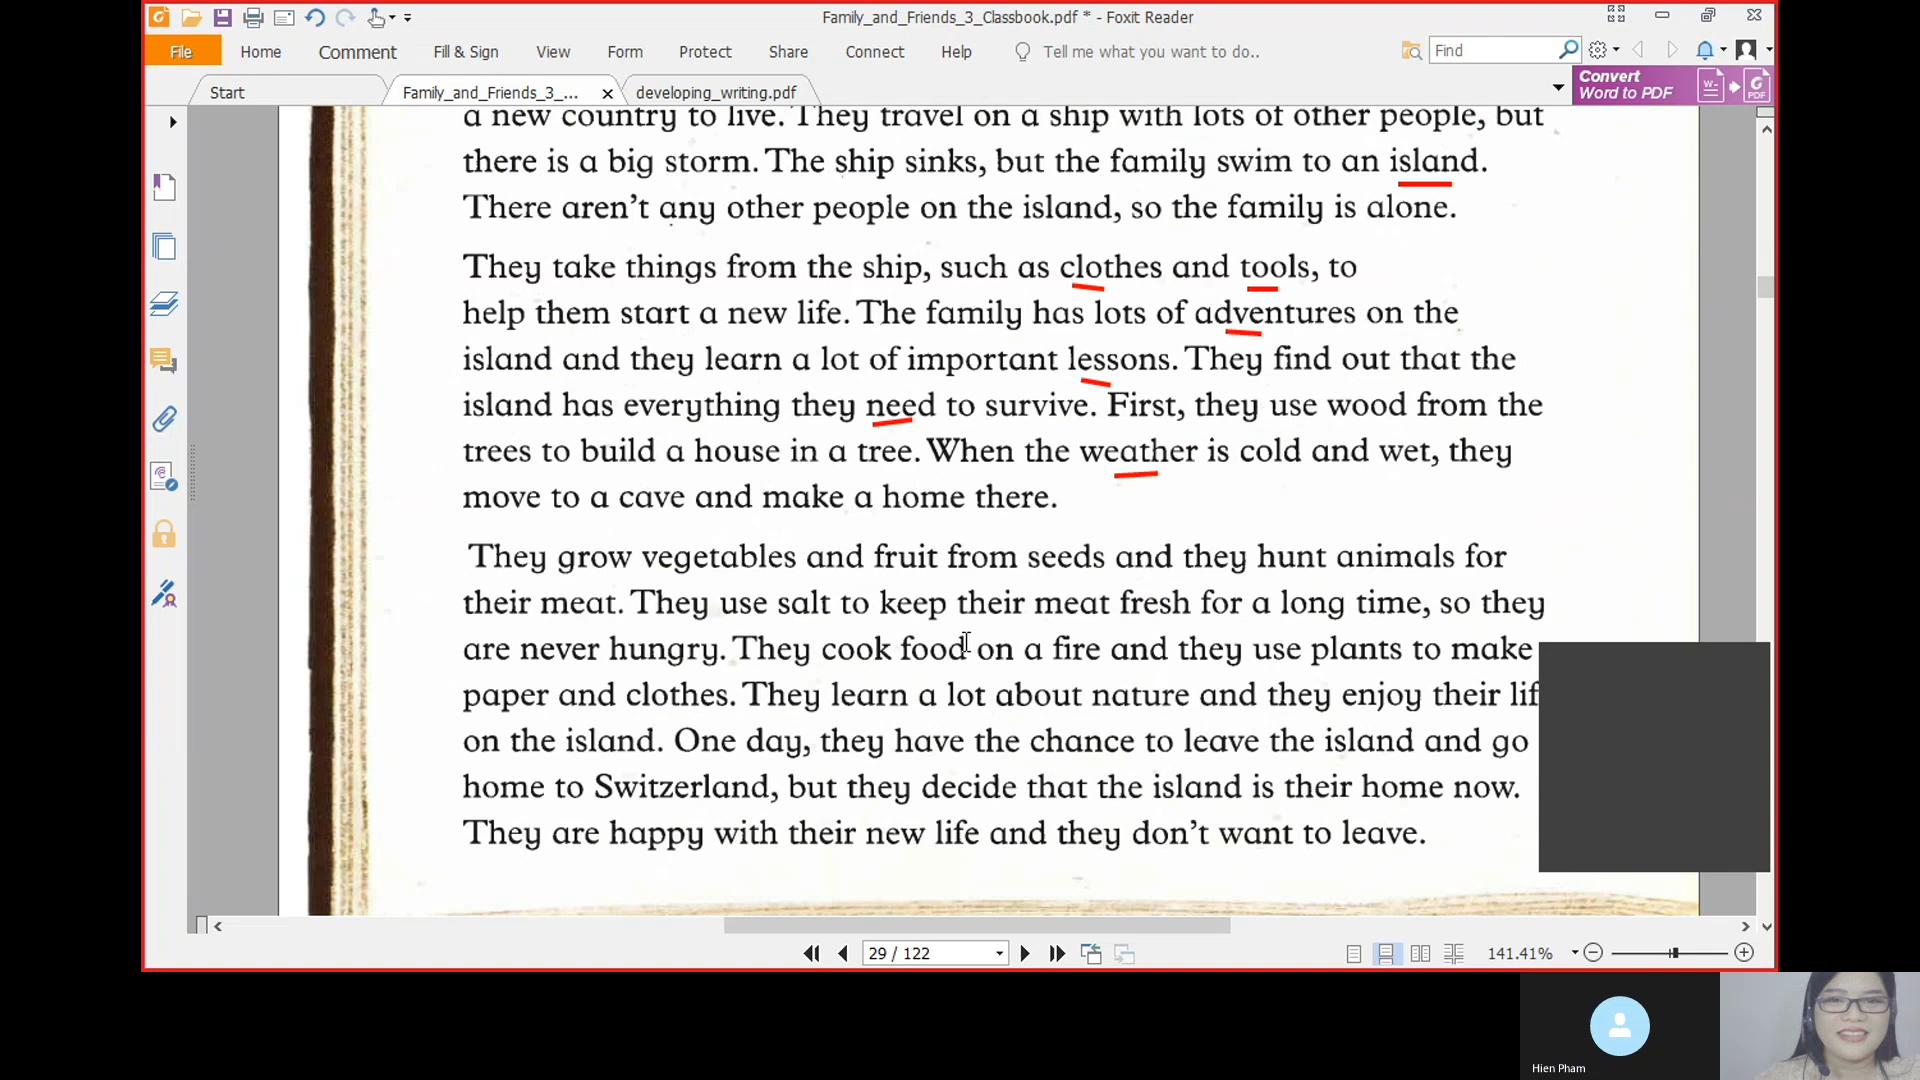 Family_and_Friends_3_Classbook.pdf * - Foxit Reader
File Home Comment Fill & Sign View Form Protect Share Connect Help Tell me what you want to do.. Find
Start Family_and_Friends_3_... developing_writing.pdf Convert Word to PDF
a new country to live. They travel on a ship with lots of other people, but
there is a big storm. The ship sinks, but the family swim to an island.
There aren't any other people on the island, so the family is alone.
They take things from the ship, such as clothes and tools, to
help them start a new life. The family has lots of adventures on the
island and they learn a lot of important lessons. They find out that the
island has everything they need to survive. First, they use wood from the
trees to build a house in a tree. When the weather is cold and wet, they
move to a cave and make a home there.
They grow vegetables and fruit from seeds and they hunt animals for
their meat. They use salt to keep their meat fresh for a long time, so they
are never hungry. They cook food on a fire and they use plants to make
paper and clothes. They learn a lot about nature and they enjoy their lif
on the island. One day, they have the chance to leave the island and go
home to Switzerland, but they decide that the island is their home now.
They are happy with their new life and they don't want to leave.
29 / 122 141.41%
Hien Pham